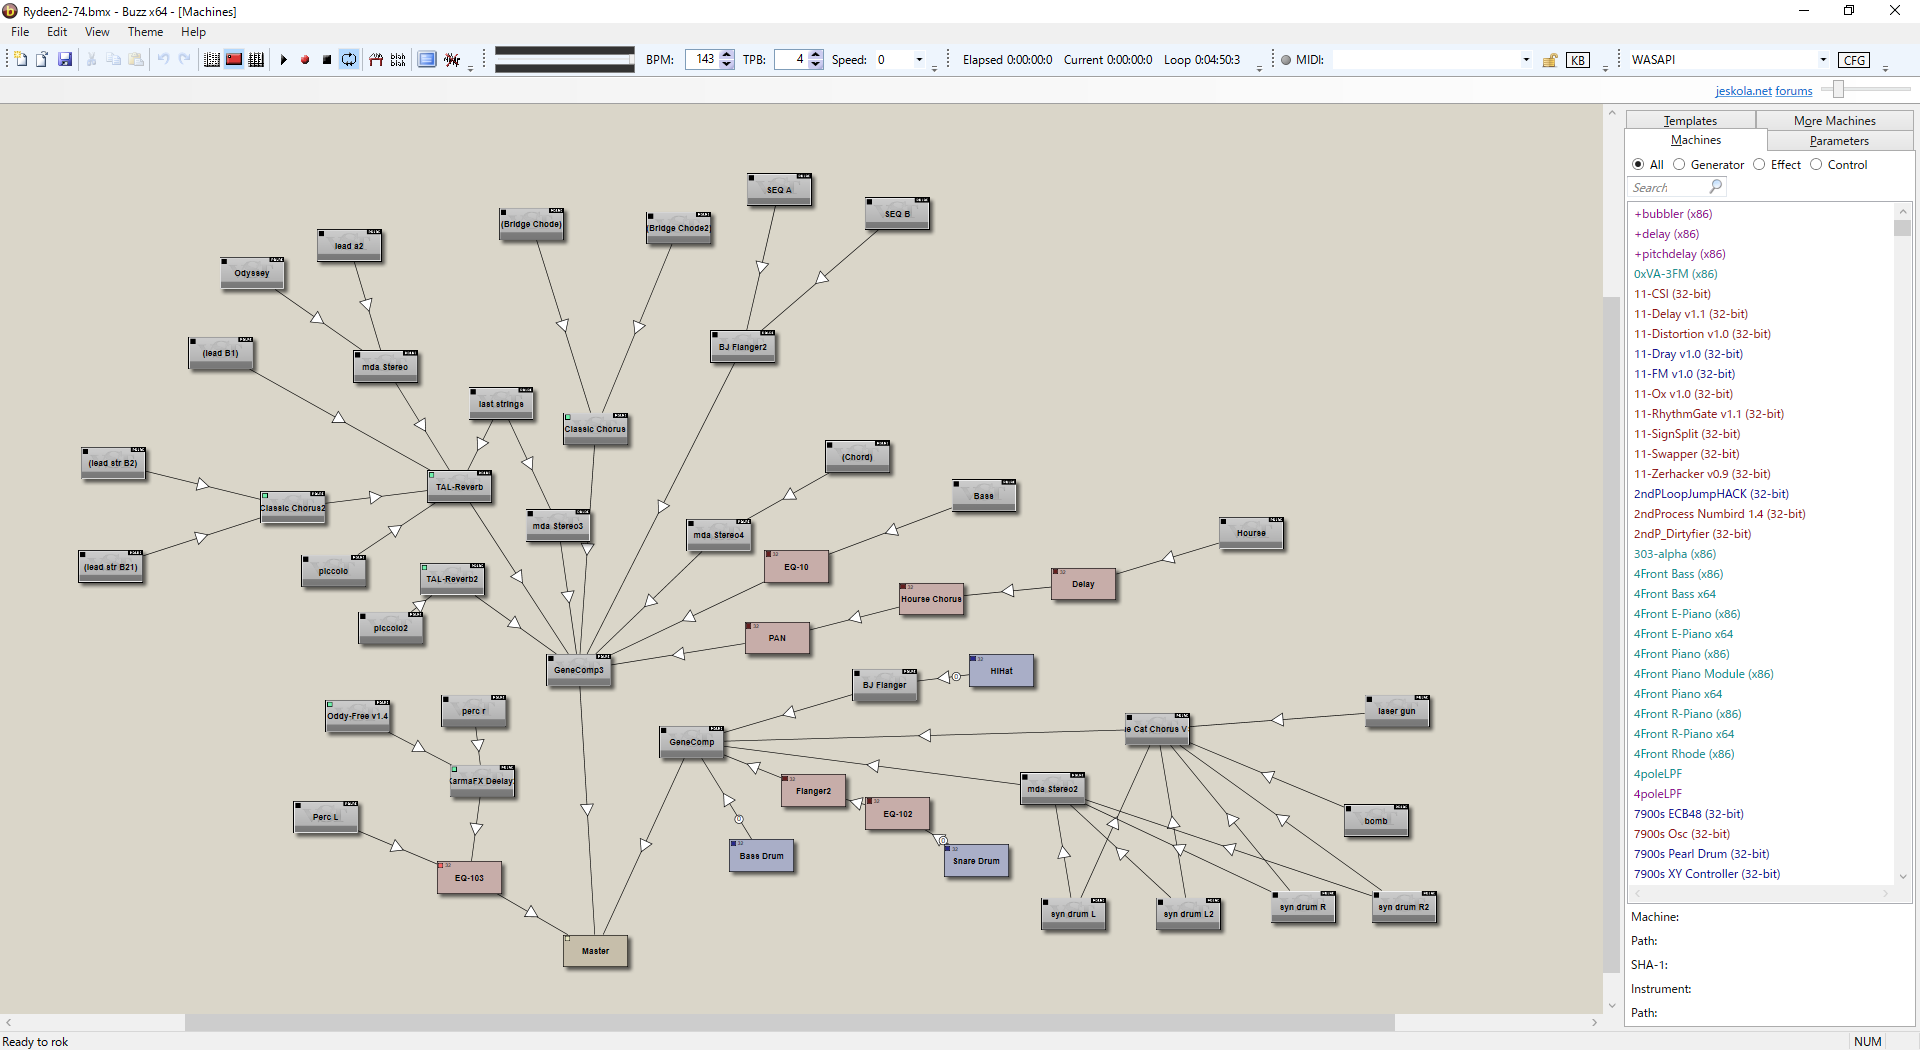 Rydeen2-74.bmx - Buzz x64 - [Machines]
File Edit View Theme Help
BPM: 143 TPB: 4 Speed: 0 Elapsed 0:00:00:0 Current 0:00:00:0 Loop 0:04:50:3 MIDI: KB WASAPI CFG
jeskola.net forums
SEQ A
SEQ B
(Bridge Chode)
(Bridge Chode2)
lead a2
Odyssey
(lead B1)
mda Stereo
BJ Flanger2
last strings
Classic Chorus
(lead str B2)
(Chord)
TAL-Reverb
Bass
Classic Chorus2
mda Stereo3
mda Stereo4
Hourse
(lead str B21)
piccolo
EQ-10
TAL-Reverb2
Delay
Hourse Chorus
piccolo2
PAN
GeneComp3
HiHat
BJ Flanger
Oddy-Free v1.4
perc r
laser gun
GeneComp
e Cat Chorus V
KarmaFX Deelay
Flanger2
mda Stereo2
Perc L
EQ-102
bomb
Bass Drum
Snare Drum
EQ-103
syn drum L
syn drum L2
syn drum R
syn drum R2
Master
Templates More Machines
Machines Parameters
All Generator Effect Control
Search
+bubbler (x86)
+delay (x86)
+pitchdelay (x86)
0xVA-3FM (x86)
11-CSI (32-bit)
11-Delay v1.1 (32-bit)
11-Distortion v1.0 (32-bit)
11-Dray v1.0 (32-bit)
11-FM v1.0 (32-bit)
11-Ox v1.0 (32-bit)
11-RhythmGate v1.1 (32-bit)
11-SignSplit (32-bit)
11-Swapper (32-bit)
11-Zerhacker v0.9 (32-bit)
2ndPLoopJumpHACK (32-bit)
2ndProcess Numbird 1.4 (32-bit)
2ndP_Dirtyfier (32-bit)
303-alpha (x86)
4Front Bass (x86)
4Front Bass x64
4Front E-Piano (x86)
4Front E-Piano x64
4Front Piano (x86)
4Front Piano Module (x86)
4Front Piano x64
4Front R-Piano (x86)
4Front R-Piano x64
4Front Rhode (x86)
4poleLPF
4poleLPF
7900s ECB48 (32-bit)
7900s Osc (32-bit)
7900s Pearl Drum (32-bit)
7900s XY Controller (32-bit)
Machine:
Path:
SHA-1:
Instrument:
Path:
Ready to rok
NUM